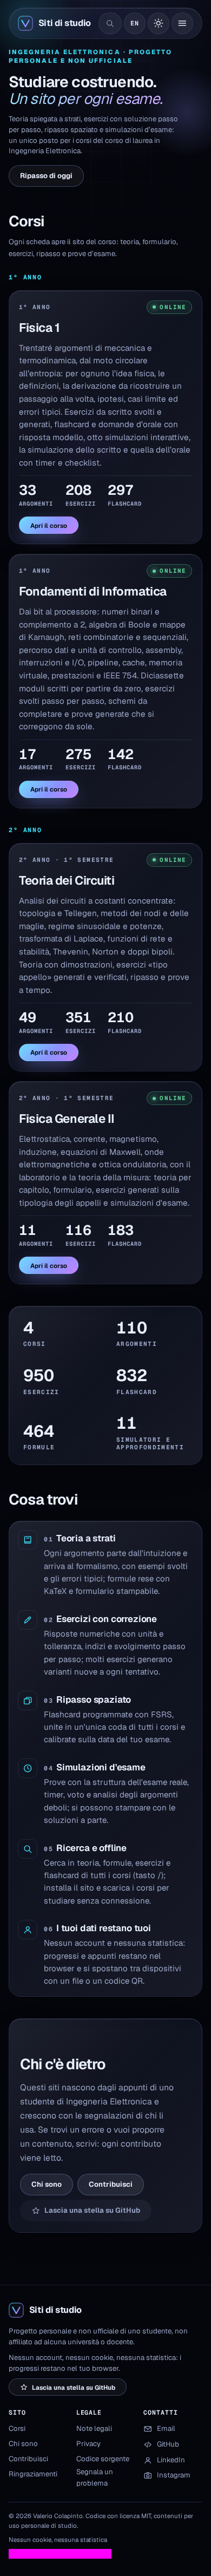 Siti di studio
EN
INGEGNERIA ELETTRONICA · PROGETTO
PERSONALE E NON UFFICIALE
Studiare costruendo.
Un sito per ogni esame.
Teoria spiegata a strati, esercizi con soluzione passo
per passo, ripasso spaziato e simulazioni d'esame:
un unico posto per i corsi del corso di laurea in
Ingegneria Elettronica.
Ripasso di oggi
Corsi
Ogni scheda apre il sito del corso: teoria, formulario,
esercizi, ripasso e prove d'esame.
1° ANNO
1° ANNO
ONLINE
Fisica 1
Trentatré argomenti di meccanica e
termodinamica, dal moto circolare
all'entropia: per ognuno l'idea fisica, le
definizioni, la derivazione da ricostruire un
passaggio alla volta, ipotesi, casi limite ed
errori tipici. Esercizi da svolto svolti e
generati, flashcard e domande d'orale con
risposta modello, otto simulazioni interattive,
la simulazione dello scritto e quella dell'orale
con timer e checklist.
33 208 297
ARGOMENTI ESERCIZI FLASHCARD
Apri il corso
1° ANNO
ONLINE
Fondamenti di Informatica
Dai bit al processore: numeri binari e
complemento a 2, algebra di Boole e mappe
di Karnaugh, reti combinatorie e sequenziali,
percorso dati e unità di controllo, assembly,
interruzioni e I/O, pipeline, cache, memoria
virtuale, prestazioni e IEEE 754. Diciassette
moduli scritti per partire da zero, esercizi
svolti passo per passo, schemi da
completare e prove generate che si
correggono da sole.
17 275 142
ARGOMENTI ESERCIZI FLASHCARD
Apri il corso
2° ANNO
2° ANNO · 1° SEMESTRE
ONLINE
Teoria dei Circuiti
Analisi dei circuiti a costanti concentrate:
topologia e Tellegen, metodi dei nodi e delle
maglie, regime sinusoidale e potenze,
trasformata di Laplace, funzioni di rete e
stabilità, Thevenin, Norton e doppi bipoli.
Teoria con dimostrazioni, esercizi «tipo
appello» generati e verificati, ripasso e prove
a tempo.
49 351 210
ARGOMENTI ESERCIZI FLASHCARD
Apri il corso
2° ANNO · 1° SEMESTRE
ONLINE
Fisica Generale II
Elettrostatica, corrente, magnetismo,
induzione, equazioni di Maxwell, onde
elettromagnetiche e ottica ondulatoria, con il
laboratorio e la teoria della misura: teoria per
capitolo, formulario, esercizi generati sulla
tipologia degli appelli e simulazioni d'esame.
11 116 183
ARGOMENTI ESERCIZI FLASHCARD
Apri il corso
4 110
CORSI ARGOMENTI
950 832
ESERCIZI FLASHCARD
464 11
FORMULE SIMULATORI E
APPROFONDIMENTI
Cosa trovi
01 Teoria a strati
Ogni argomento parte dall'intuizione e
arriva al formalismo, con esempi svolti
e gli errori tipici; formule rese con
KaTeX e formulario stampabile.
02 Esercizi con correzione
Risposte numeriche con unità e
tolleranza, indizi e svolgimento passo
per passo; molti esercizi generano
varianti nuove a ogni tentativo.
03 Ripasso spaziato
Flashcard programmate con FSRS,
unite in un'unica coda di tutti i corsi e
calibrate sulla data del tuo esame.
04 Simulazioni d'esame
Prove con la struttura dell'esame reale,
timer, voto e analisi degli argomenti
deboli; si possono stampare con le
soluzioni a parte.
05 Ricerca e offline
Cerca in teoria, formule, esercizi e
flashcard di tutti i corsi (tasto /);
installa il sito e scarica i corsi per
studiare senza connessione.
06 I tuoi dati restano tuoi
Nessun account e nessuna statistica:
progressi e appunti restano nel
browser e si spostano tra dispositivi
con un file o un codice QR.
Chi c'è dietro
Questi siti nascono dagli appunti di uno
studente di Ingegneria Elettronica e
crescono con le segnalazioni di chi li
usa. Se trovi un errore o vuoi proporre
un contenuto, scrivi: ogni contributo
viene letto.
Chi sono Contribuisci
Lascia una stella su GitHub
Siti di studio
Progetto personale e non ufficiale di uno studente, non
affiliato ad alcuna università o docente.
Nessun account, nessun cookie, nessuna statistica: i
progressi restano nel tuo browser.
Lascia una stella su GitHub
SITO LEGALE CONTATTI
Corsi Note legali Email
Chi sono Privacy GitHub
Contribuisci Codice sorgente LinkedIn
Ringraziamenti Segnala un
problema Instagram
© 2026 Valerio Colapinto. Codice con licenza MIT, contenuti per
uso personale di studio.
Nessun cookie, nessuna statistica